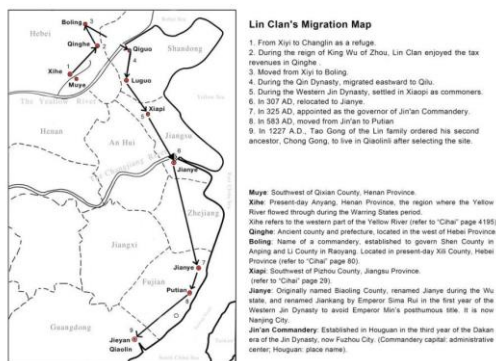 Hebei
Boling 3
Qinghe 2
Qiguo
4
Shandong
Xihe 1
Muye
Luguo
The Yellow River
Xiapi
5
Henan
An Hui
Jiangsu
6
Jianye
Zhejiang
Jiangxi
Jianye 7
Fujian
Putian
8
Guangdong
9
Jieyan
Qiaolin
Lin Clan's Migration Map
1. From Xiyi to Changlin as a refuge.
2. During the reign of King Wu of Zhou, Lin Clan enjoyed the tax
revenues in Qinghe .
3. Moved from Xiyi to Boling.
4. During the Qin Dynasty, migrated eastward to Qilu.
5. During the Western Jin Dynasty, settled in Xiaopi as commoners.
6. In 307 AD, relocated to Jianye.
7. In 325 AD, appointed as the governor of Jin'an Commandery.
8. In 583 AD, moved from Jin'an to Putian
9. In 1227 A.D., Tao Gong of the Lin family ordered his second
ancestor, Chong Gong, to live in Qiaolinli after selecting the site.
Muye: Southwest of Qixian County, Henan Province.
Xihe: Present-day Anyang, Henan Province, the region where the Yellow
River flowed through during the Warring States period.
Xihe refers to the western part of the Yellow River (refer to "Cihai" page 4195)
Qinghe: Ancient county and prefecture, located in the west of Hebei Province
Boling: Name of a commandery, established to govern Shen County in
Anping and Li County in Raoyang. Located in present-day Xili County, Hebei
Province (refer to "Cihai" page 60).
Xiapi: Southwest of Pizhou County, Jiangsu Province.
(refer to "Cihai" page 29).
Jianye: Originally named Biaoling County, renamed Jianye during the Wu
state, and renamed Jiankang by Emperor Sima Rui in the first year of the
Western Jin Dynasty to avoid Emperor Min's posthumous title. It is now
Nanjing City.
Jin'an Commandery: Established in Houguan in the third year of the Dakan
era of the Jin Dynasty, now Fuzhou City. (Commandery capital: administrative
center; Houguan: place name).